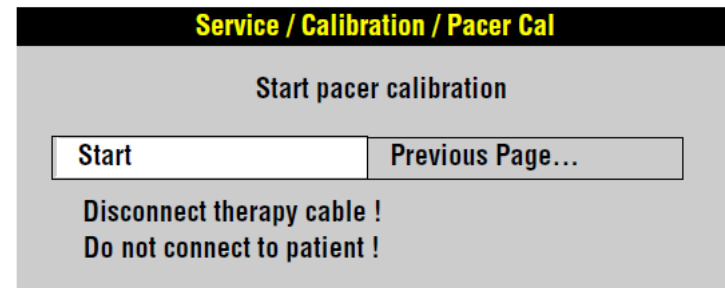 Service / Calibration / Pacer Cal
Start pacer calibration
Start
Previous Page...
Disconnect therapy cable !
Do not connect to patient !